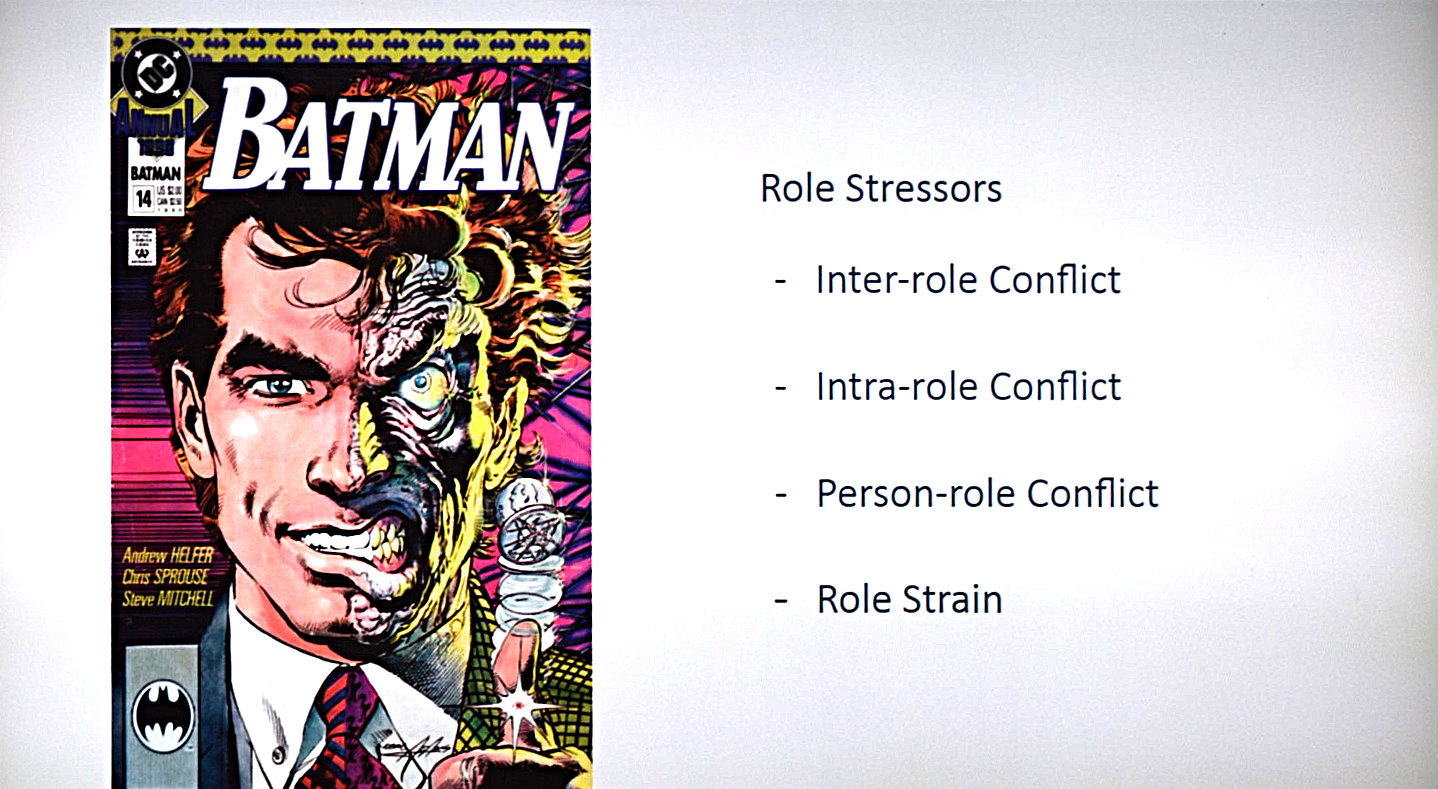 DC
ANNUAL
1990
BATMAN
BATMAN
14
US $2.00
CAN $2.50
1990
Andrew HELFER
Chris SPROUSE
Steve MITCHELL
Role Stressors
- Inter-role Conflict
- Intra-role Conflict
- Person-role Conflict
- Role Strain